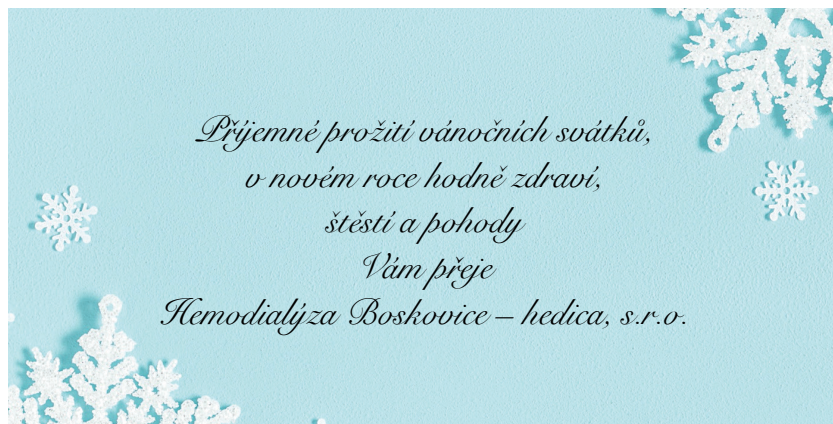 Příjemné prožití vánočních svátků,
v novém roce hodně zdraví,
štěstí a pohody
Vám přeje
Hemodialýza Boskovice – hedica, s.r.o.